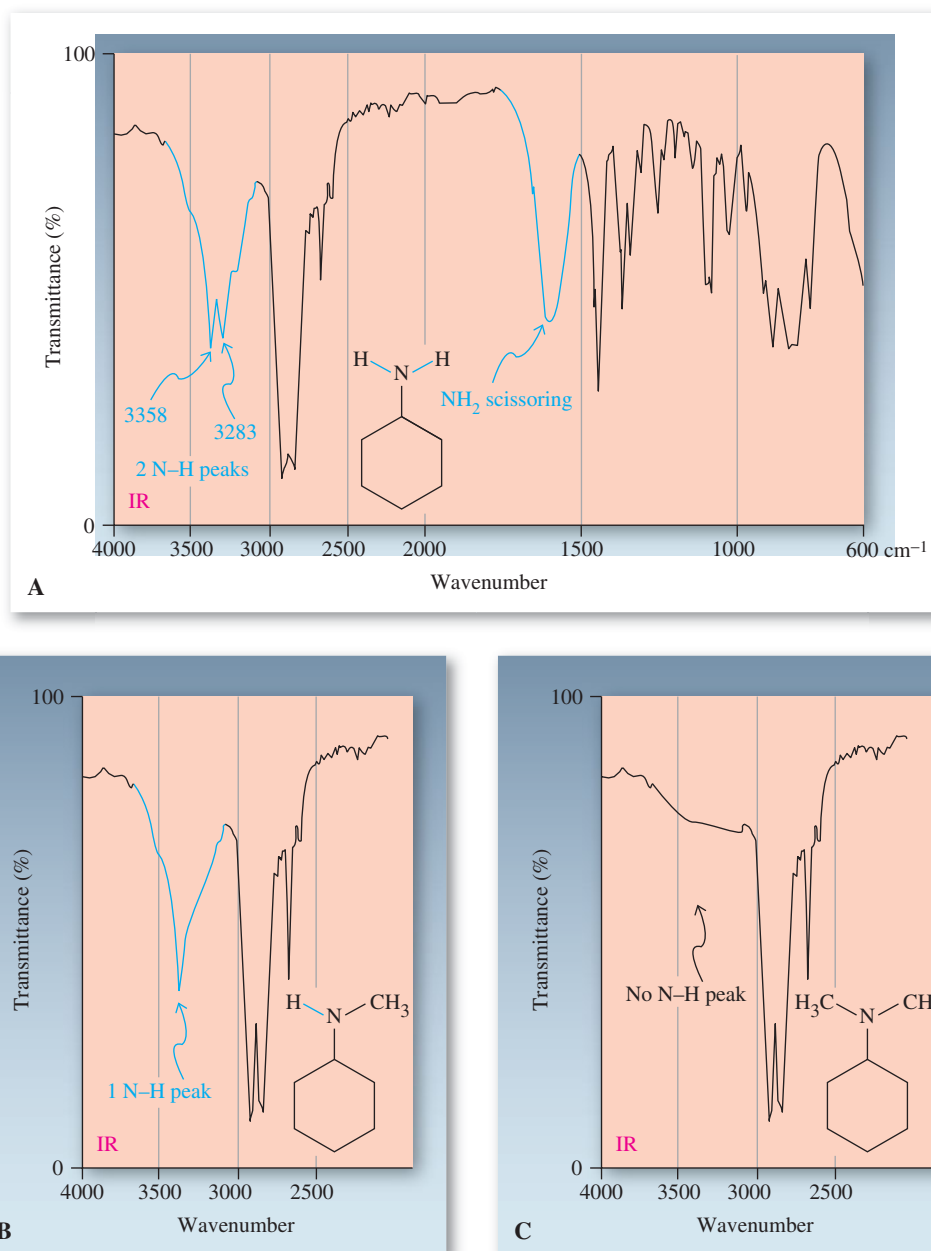 100
Transmittance (%)
H N H
3358
3283
2 N–H peaks
NH2 scissoring
IR
0
4000 3500 3000 2500 2000 1500 1000 600 cm–1
Wavenumber
A
100
Transmittance (%)
H N CH3
1 N–H peak
IR
0
4000 3500 3000 2500
Wavenumber
B
100
Transmittance (%)
No N–H peak
H3C N CH
IR
0
4000 3000 2500
Wavenumber
C